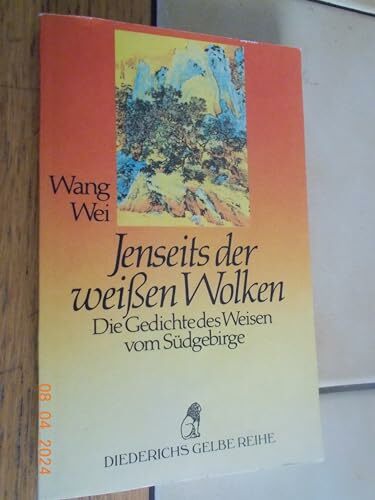 Wang
Wei
Jenseits der
weißen Wolken
Die Gedichte des Weisen
vom Südgebirge
DIEDERICHS GELBE REIHE
08 04 2024